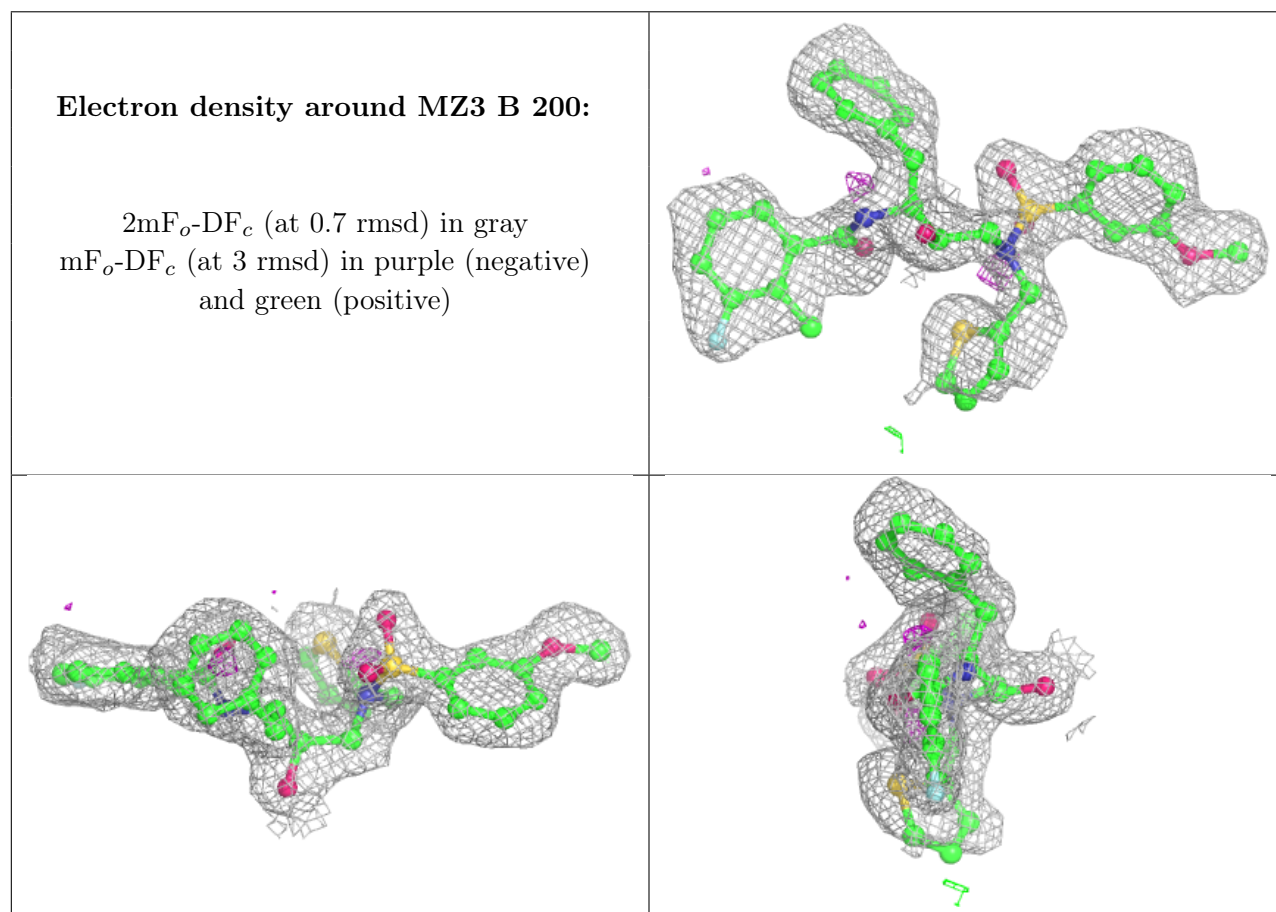 Electron density around MZ3 B 200:
2mFo-DFc (at 0.7 rmsd) in gray
mFo-DFc (at 3 rmsd) in purple (negative)
and green (positive)